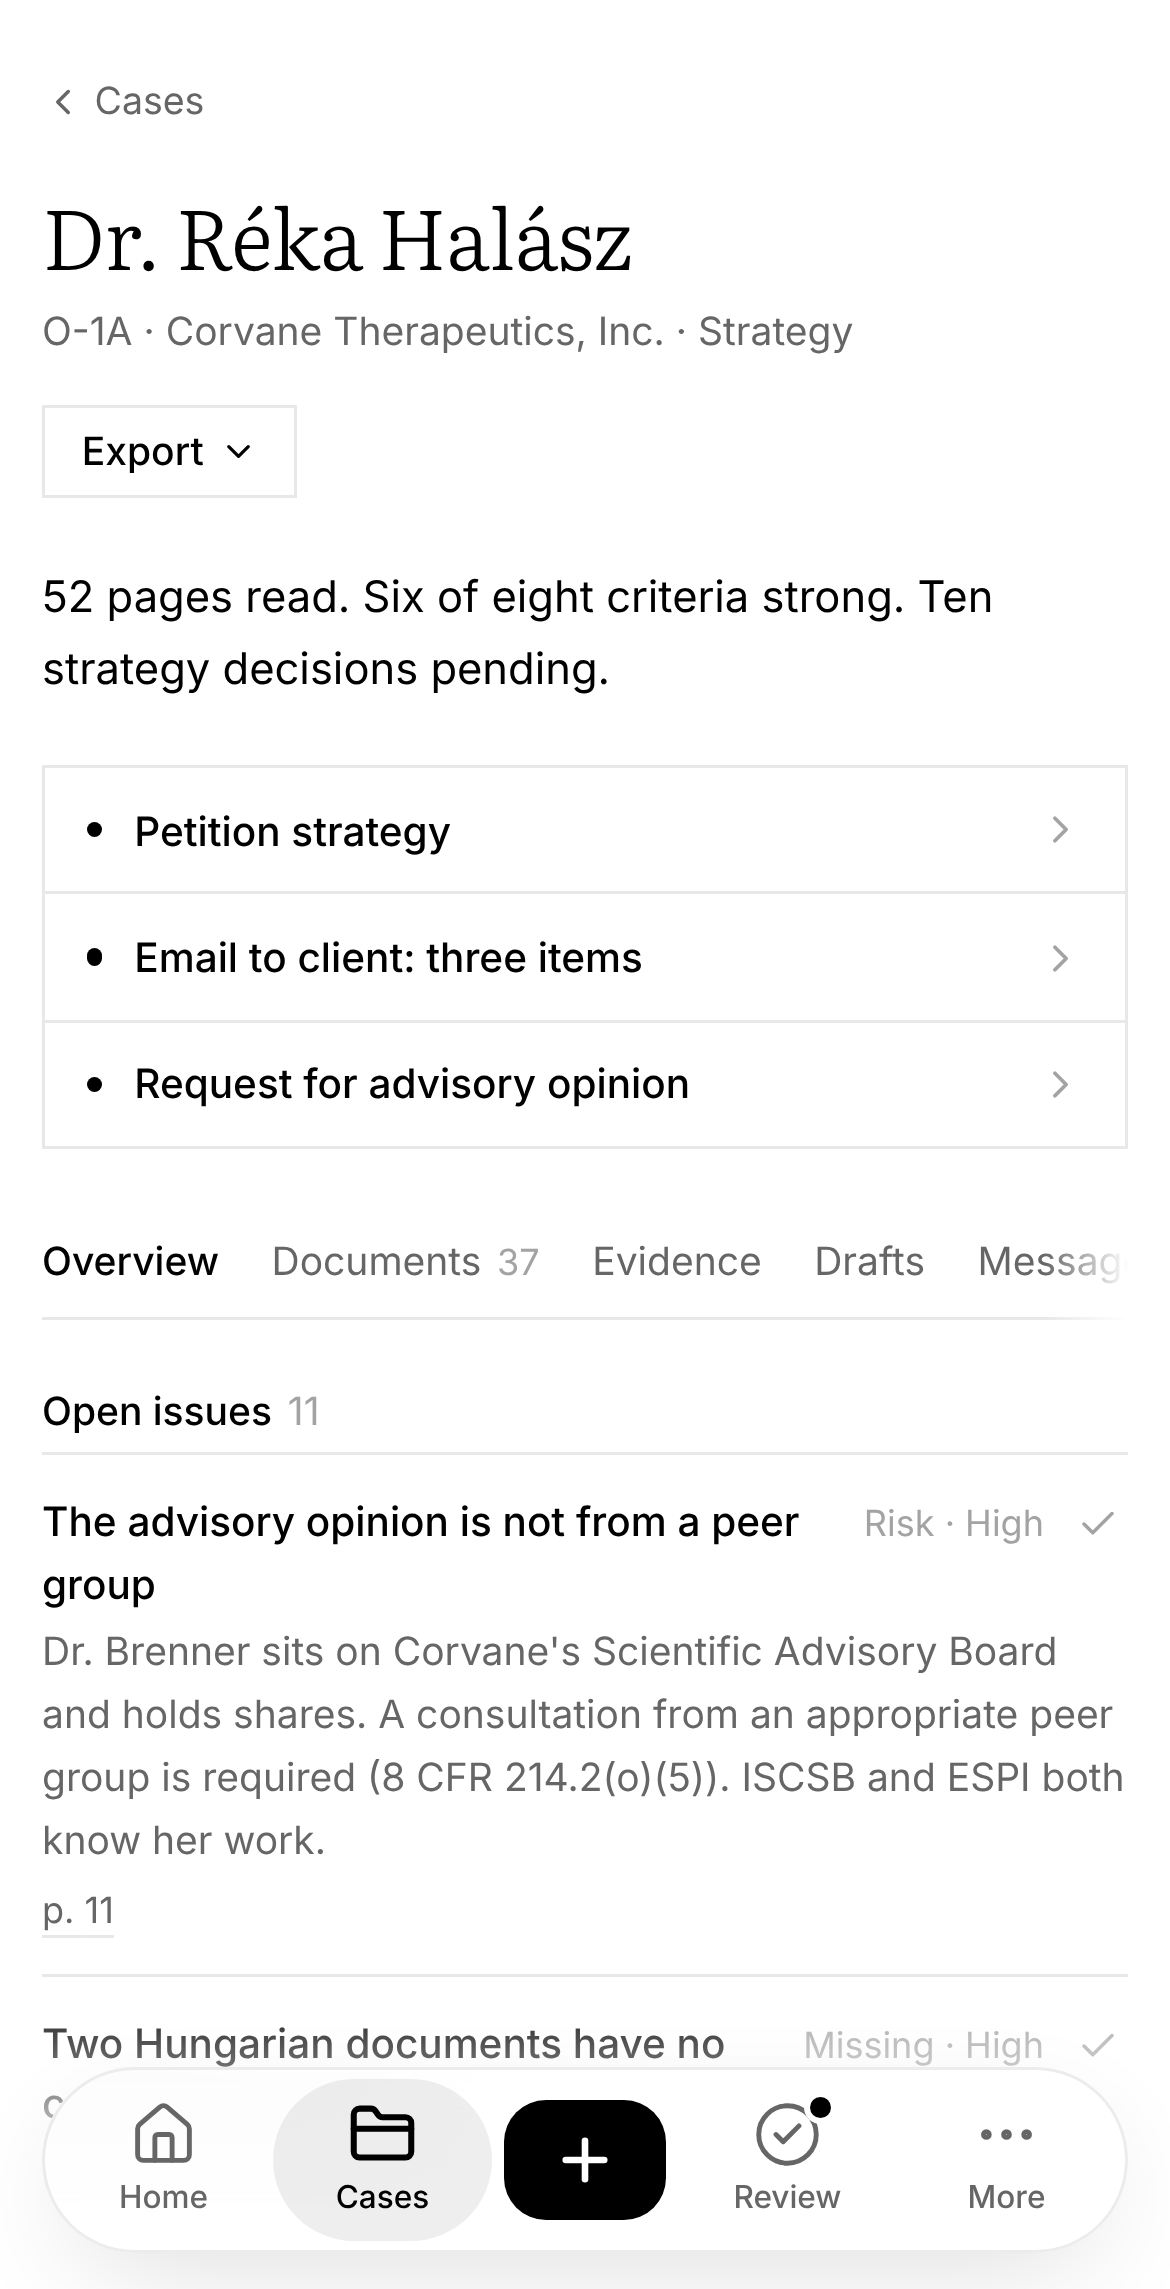 Cases
Dr. Réka Halász
O-1A · Corvane Therapeutics, Inc. · Strategy
Export
52 pages read. Six of eight criteria strong. Ten
strategy decisions pending.
• Petition strategy
• Email to client: three items
• Request for advisory opinion
Overview Documents 37 Evidence Drafts
Open issues 11
The advisory opinion is not from a peer Risk · High
group
Dr. Brenner sits on Corvane's Scientific Advisory Board
and holds shares. A consultation from an appropriate peer
group is required (8 CFR 214.2(o)(5)). ISCSB and ESPI both
know her work.
p. 11
Two Hungarian documents have no Missing · High
Home Cases Review More